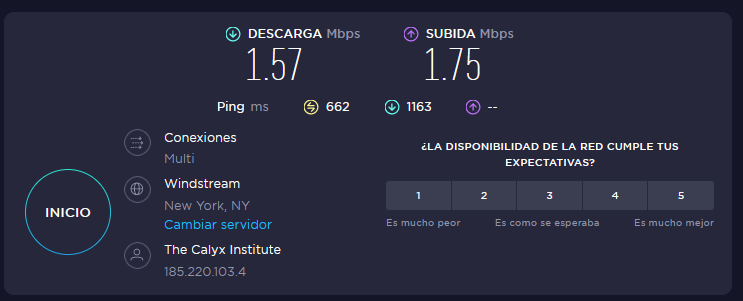 DESCARGA Mbps
1.57
SUBIDA Mbps
1.75
Ping ms 662 1163 --
Conexiones
Multi
Windstream
New York, NY
Cambiar servidor
The Calyx Institute
185.220.103.4
INICIO
¿LA DISPONIBILIDAD DE LA RED CUMPLE TUS
EXPECTATIVAS?
1 2 3 4 5
Es mucho peor Es como se esperaba Es mucho mejor